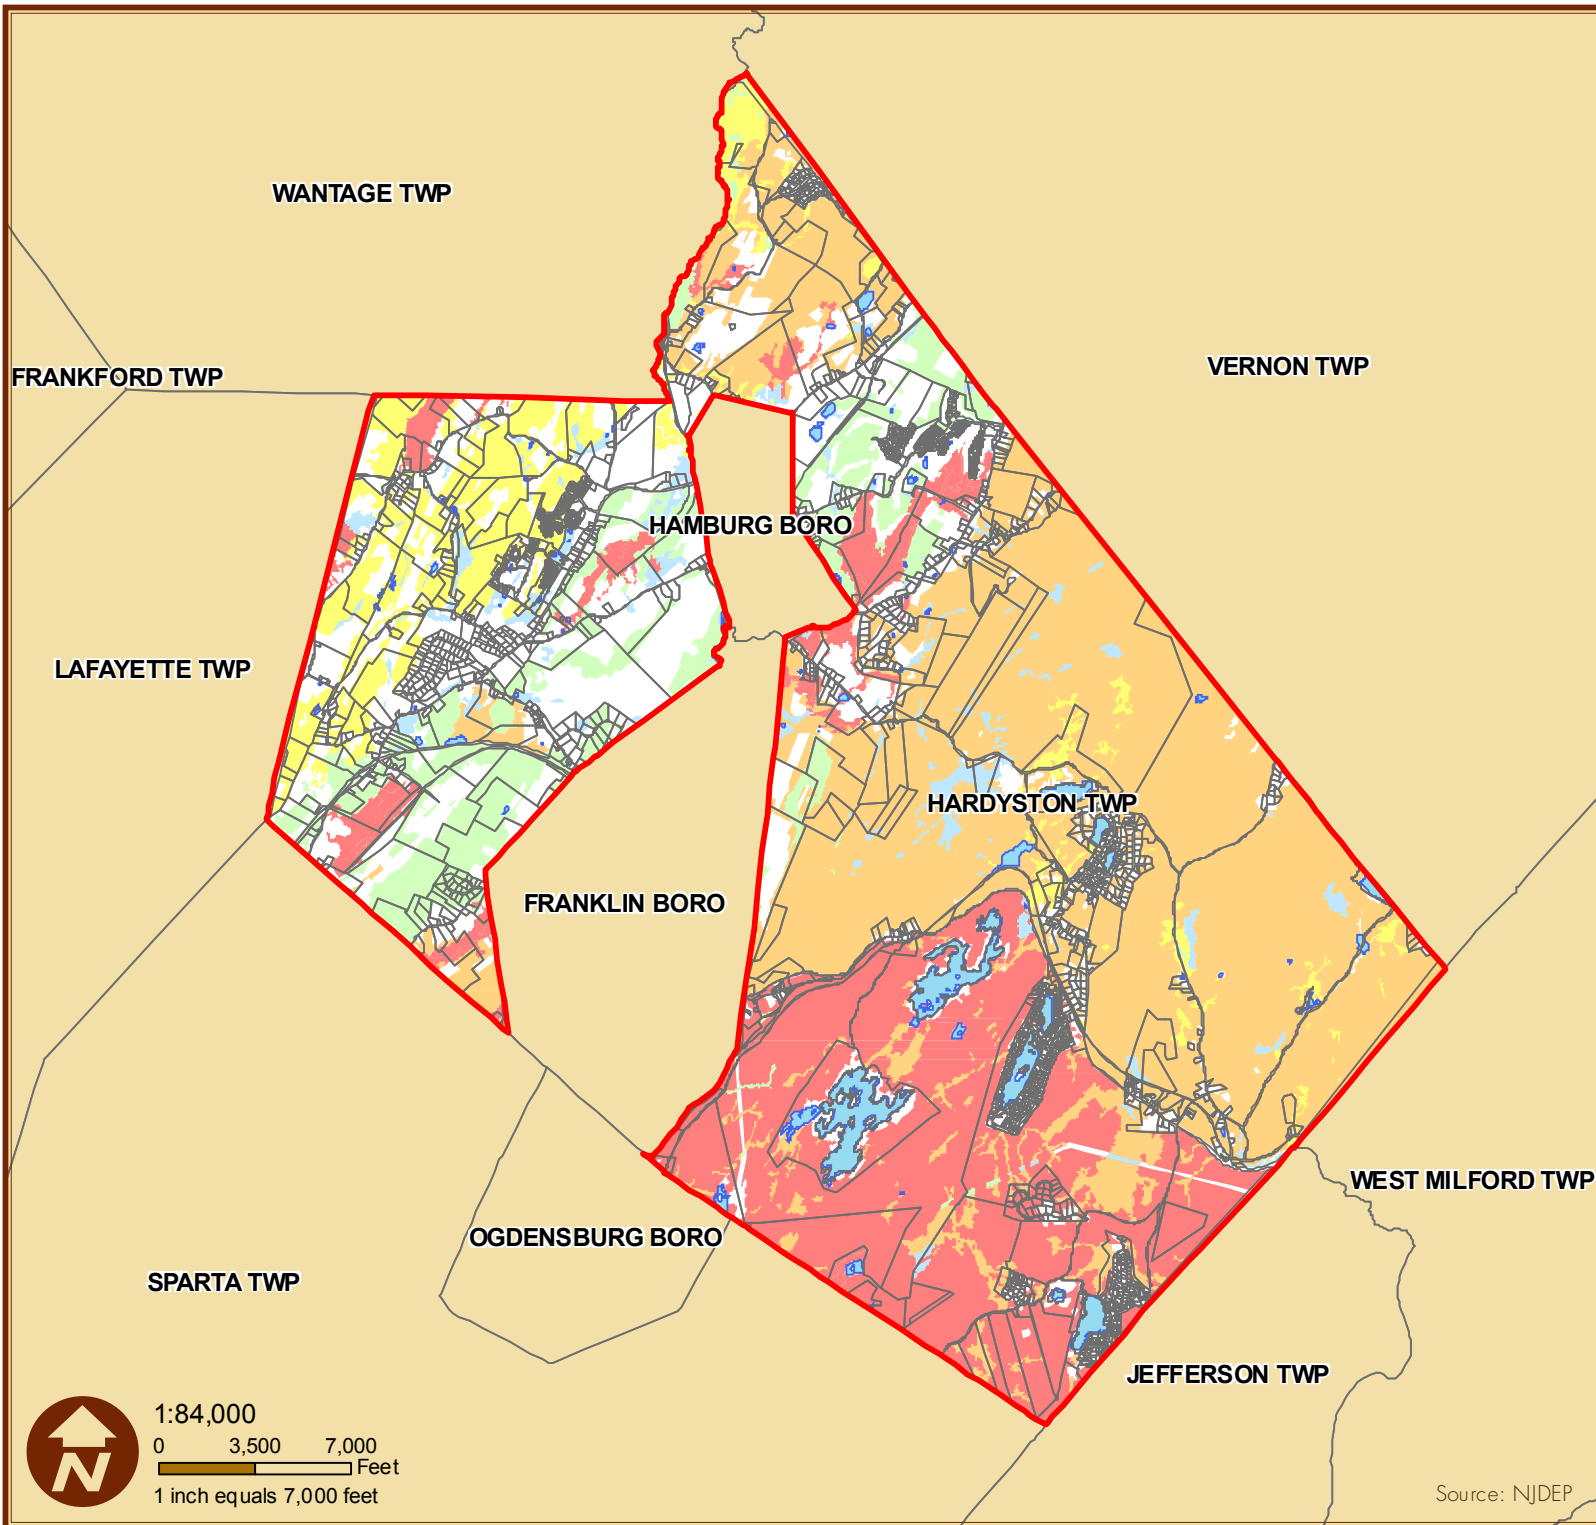 WANTAGE TWP
VERNON TWP
FRANKFORD TWP
HAMBURG BORO
LAFAYETTE TWP
HARDYSTON TWP
FRANKLIN BORO
WEST MILFORD TWP
OGDENSBURG BORO
SPARTA TWP
JEFFERSON TWP
N
1:84,000
0 3,500 7,000
Feet
1 inch equals 7,000 feet
Source: NJDEP